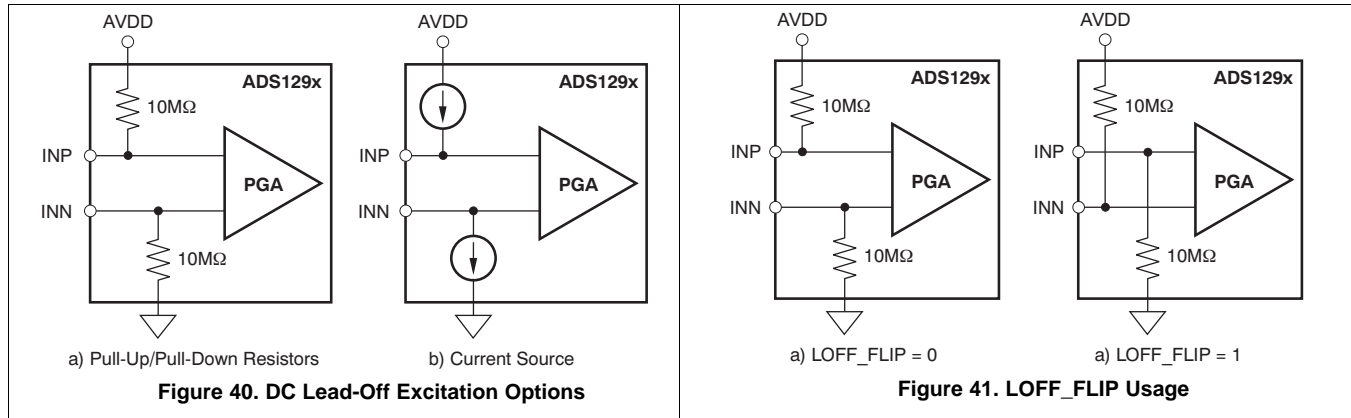 AVDD
ADS129x
10MΩ
INP
PGA
INN
10MΩ
a) Pull-Up/Pull-Down Resistors
AVDD
ADS129x
INP
PGA
INN
b) Current Source
Figure 40. DC Lead-Off Excitation Options
AVDD
ADS129x
10MΩ
INP
PGA
INN
10MΩ
a) LOFF_FLIP = 0
AVDD
ADS129x
10MΩ
INP
PGA
INN
10MΩ
a) LOFF_FLIP = 1
Figure 41. LOFF_FLIP Usage